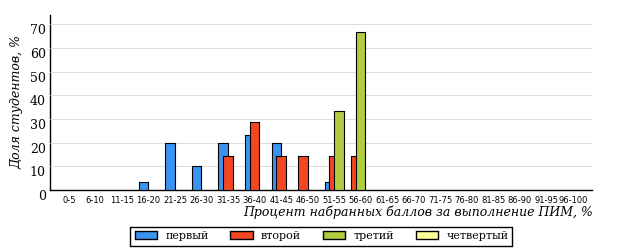 Доля студентов, %
70
60
50
40
30
20
10
0
0-5 6-10 11-15 16-20 21-25 26-30 31-35 36-40 41-45 46-50 51-55 56-60 61-65 66-70 71-75 76-80 81-85 86-90 91-95 96-100
Процент набранных баллов за выполнение ПИМ, %
первый второй третий четвертый